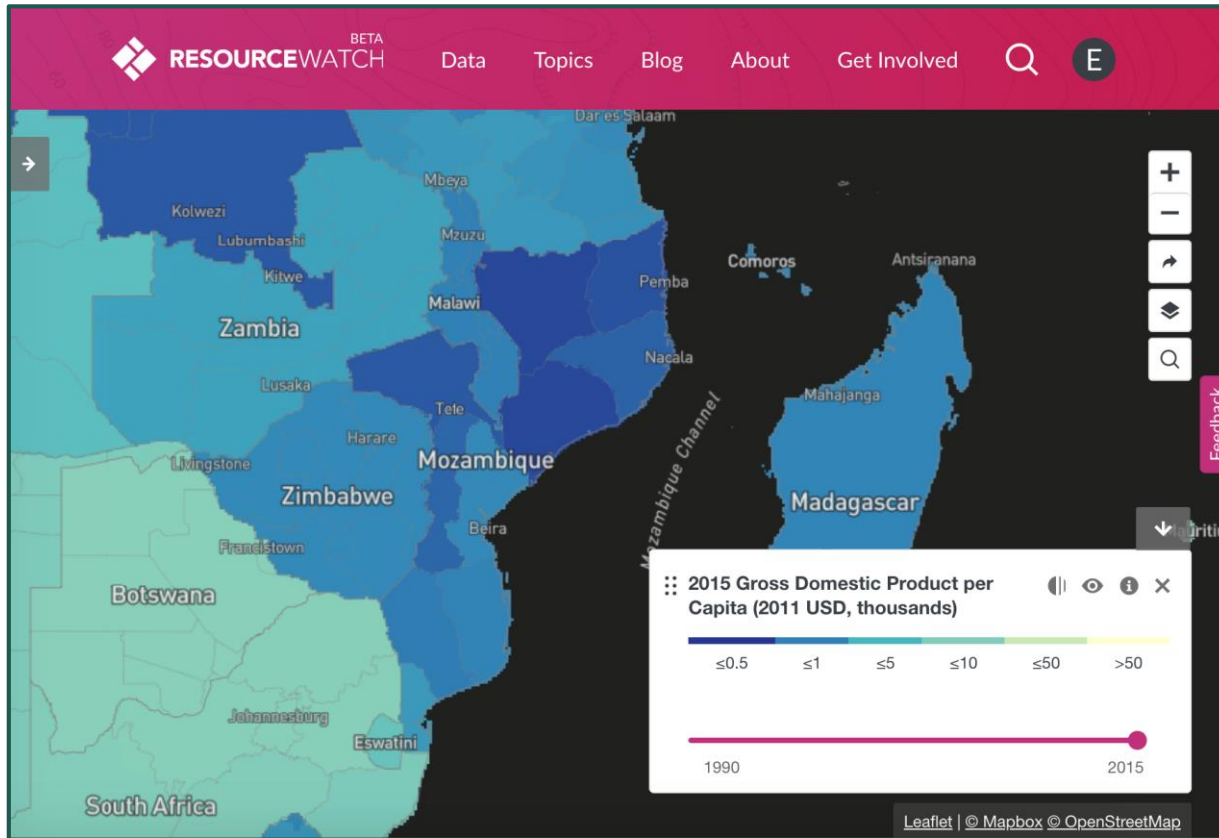 BETA
RESOURCEWATCH
Data
Topics
Blog
About
Get Involved
E
Dar es Salaam
Mbeya
Kolwezi
Mzuzu
Lubumbashi
Comoros
Antsiranana
Kitwe
Pemba
Malawi
Zambia
Nacala
Lusaka
Mahajanga
Tete
Harare
Mozambique
Livingstone
Zimbabwe
Mozambique Channel
Madagascar
Beira
Francistown
Botswana
Johannesburg
Eswatini
South Africa
Feedback
2015 Gross Domestic Product per
Capita (2011 USD, thousands)
≤0.5 ≤1 ≤5 ≤10 ≤50 >50
1990 2015
Leaflet | © Mapbox © OpenStreetMap